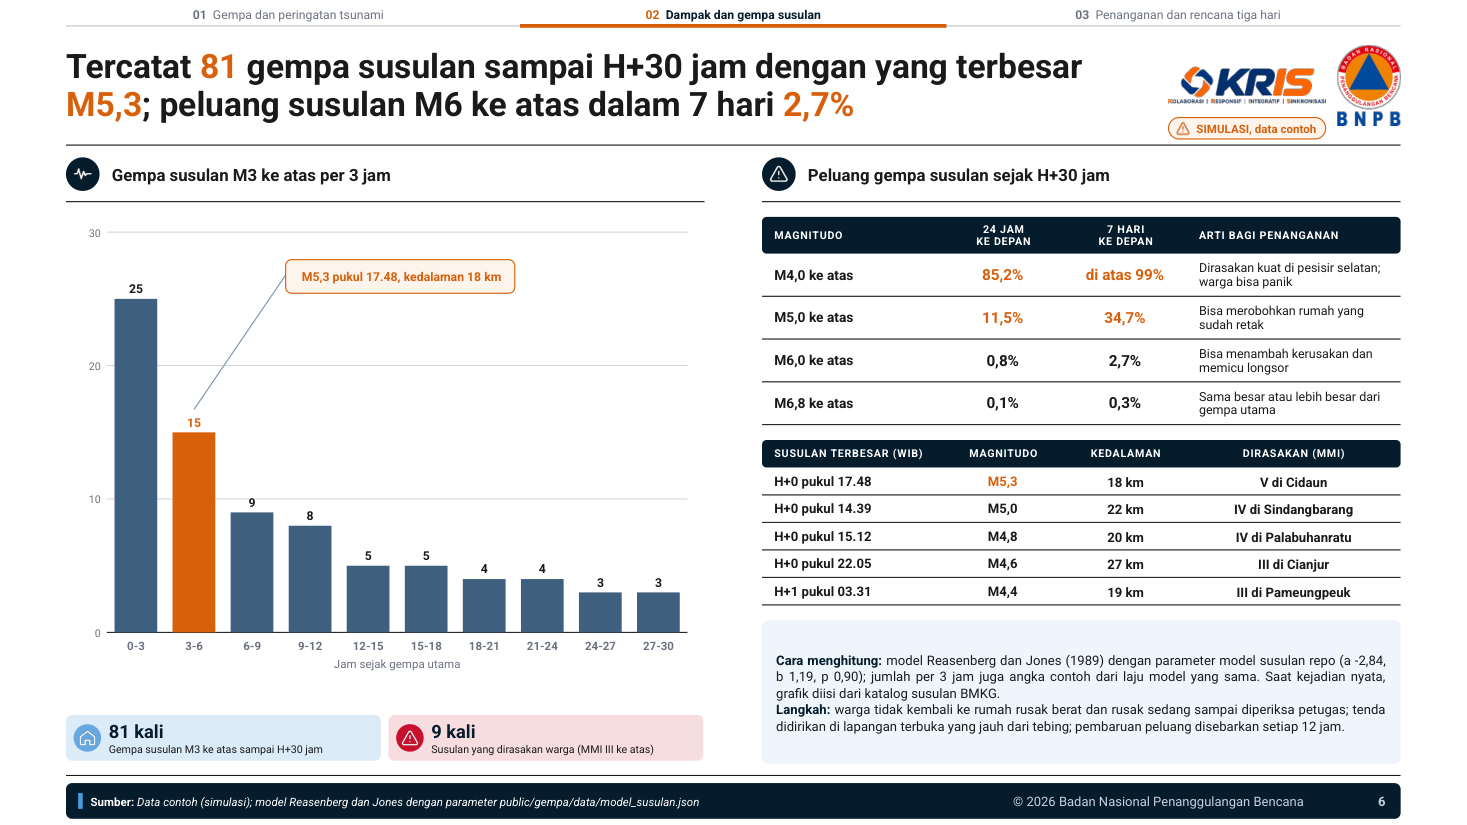 01 Gempa dan peringatan tsunami
02 Dampak dan gempa susulan
03 Penanganan dan rencana tiga hari
Tercatat 81 gempa susulan sampai H+30 jam dengan yang terbesar
M5,3; peluang susulan M6 ke atas dalam 7 hari 2,7%
KRIS
KOLABORASI | RESPONSIF | INTEGRATIF | SINKRONISASI
SIMULASI, data contoh
BADAN NASIONAL
PENANGGULANGAN BENCANA
BNPB
Gempa susulan M3 ke atas per 3 jam
30
20
10
0
M5,3 pukul 17.48, kedalaman 18 km
25
15
9
8
5
5
4
4
3
3
0-3
3-6
6-9
9-12
12-15
15-18
18-21
21-24
24-27
27-30
Jam sejak gempa utama
81 kali
Gempa susulan M3 ke atas sampai H+30 jam
9 kali
Susulan yang dirasakan warga (MMI III ke atas)
Peluang gempa susulan sejak H+30 jam
MAGNITUDO
24 JAM
KE DEPAN
7 HARI
KE DEPAN
ARTI BAGI PENANGANAN
M4,0 ke atas
85,2%
di atas 99%
Dirasakan kuat di pesisir selatan;
warga bisa panik
M5,0 ke atas
11,5%
34,7%
Bisa merobohkan rumah yang
sudah retak
M6,0 ke atas
0,8%
2,7%
Bisa menambah kerusakan dan
memicu longsor
M6,8 ke atas
0,1%
0,3%
Sama besar atau lebih besar dari
gempa utama
SUSULAN TERBESAR (WIB)
MAGNITUDO
KEDALAMAN
DIRASAKAN (MMI)
H+0 pukul 17.48
M5,3
18 km
V di Cidaun
H+0 pukul 14.39
M5,0
22 km
IV di Sindangbarang
H+0 pukul 15.12
M4,8
20 km
IV di Palabuhanratu
H+0 pukul 22.05
M4,6
27 km
III di Cianjur
H+1 pukul 03.31
M4,4
19 km
III di Pameungpeuk
Cara menghitung: model Reasenberg dan Jones (1989) dengan parameter model susulan repo (a -2,84,
b 1,19, p 0,90); jumlah per 3 jam juga angka contoh dari laju model yang sama. Saat kejadian nyata,
grafik diisi dari katalog susulan BMKG.
Langkah: warga tidak kembali ke rumah rusak berat dan rusak sedang sampai diperiksa petugas; tenda
didirikan di lapangan terbuka yang jauh dari tebing; pembaruan peluang disebarkan setiap 12 jam.
Sumber: Data contoh (simulasi); model Reasenberg dan Jones dengan parameter public/gempa/data/model_susulan.json
© 2026 Badan Nasional Penanggulangan Bencana
6